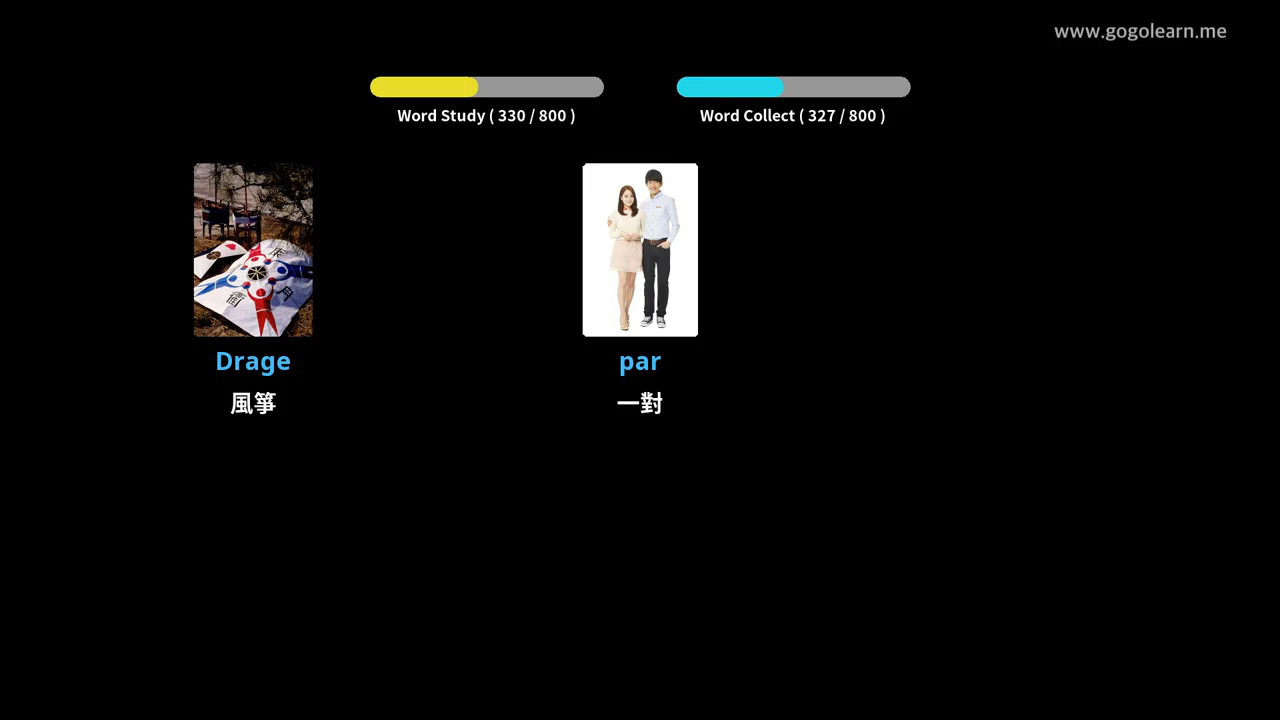 www.gogolearn.me
Word Study ( 330 / 800 )
Word Collect ( 327 / 800 )
Drage
風箏
par
一對